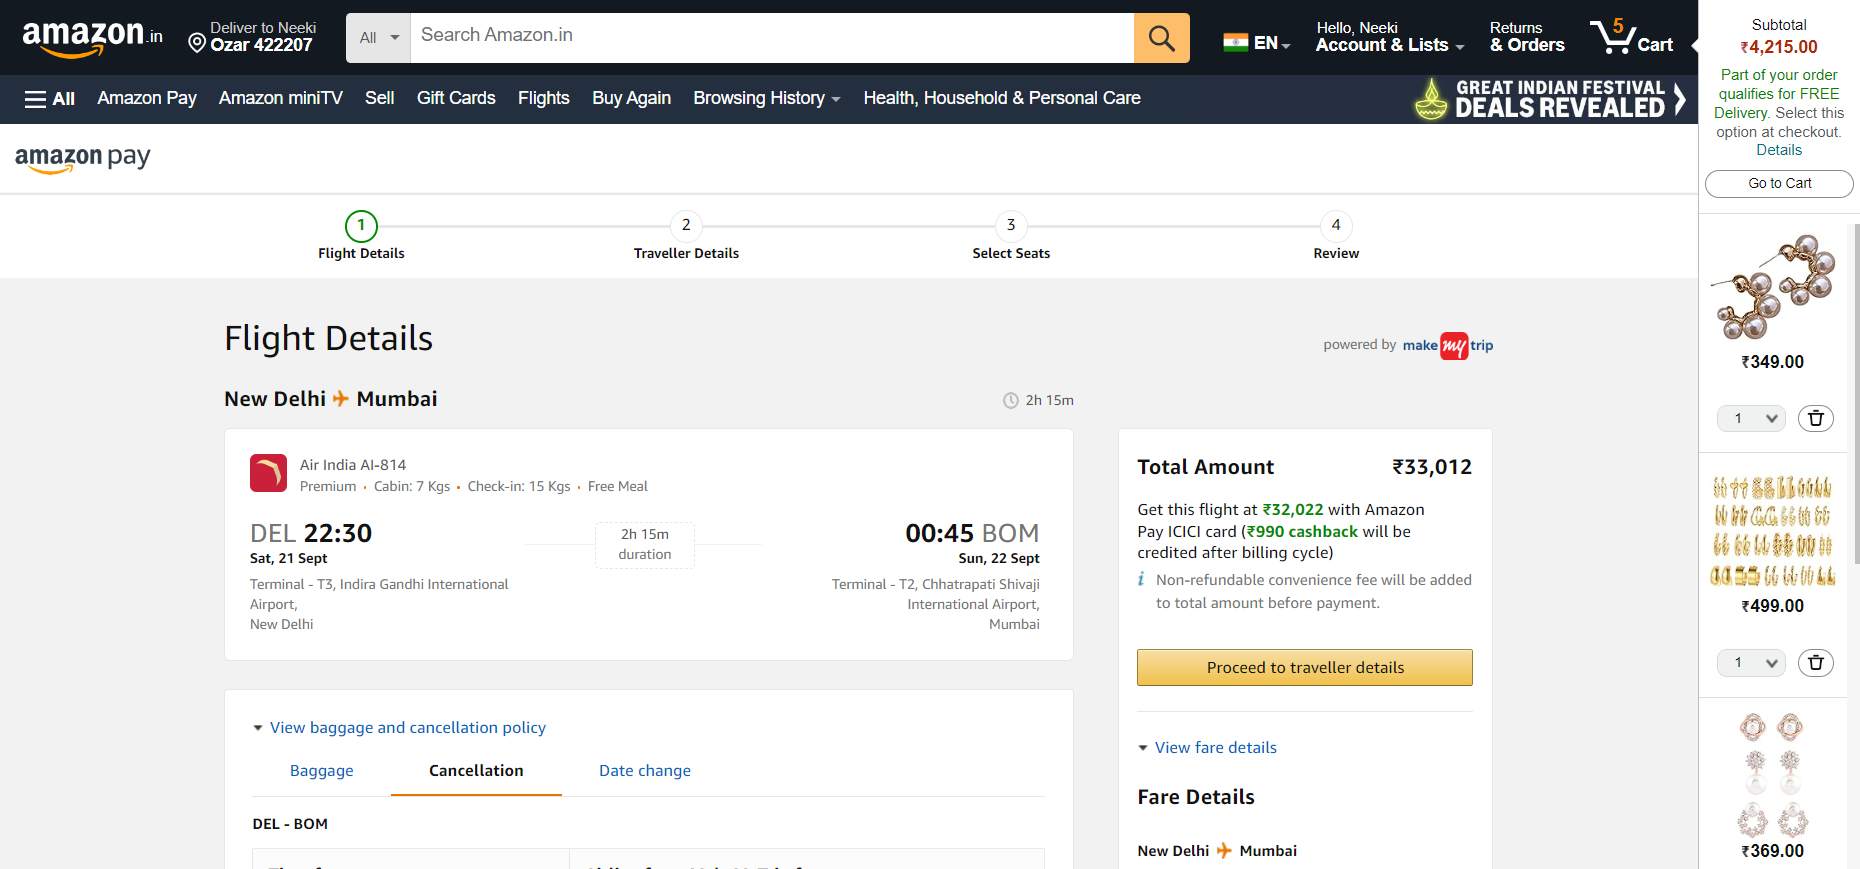 amazon.in
Deliver to Neeki
Ozar 422207
All
Search Amazon.in
EN
Hello, Neeki
Account & Lists
Returns
& Orders
5
Cart
All
Amazon Pay
Amazon miniTV
Sell
Gift Cards
Flights
Buy Again
Browsing History
Health, Household & Personal Care
GREAT INDIAN FESTIVAL
DEALS REVEALED
Subtotal
₹4,215.00
Part of your order
qualifies for FREE
Delivery. Select this
option at checkout.
Details
Go to Cart
amazon pay
1
Flight Details
2
Traveller Details
3
Select Seats
4
Review
Flight Details
powered by make my trip
New Delhi Mumbai
2h 15m
Air India AI-814
Premium • Cabin: 7 Kgs • Check-in: 15 Kgs • Free Meal
DEL 22:30
Sat, 21 Sept
Terminal - T3, Indira Gandhi International
Airport,
New Delhi
2h 15m
duration
00:45 BOM
Sun, 22 Sept
Terminal - T2, Chhatrapati Shivaji
International Airport,
Mumbai
View baggage and cancellation policy
Baggage
Cancellation
Date change
DEL - BOM
Total Amount
₹33,012
Get this flight at ₹32,022 with Amazon
Pay ICICI card (₹990 cashback will be
credited after billing cycle)
i Non-refundable convenience fee will be added
to total amount before payment.
Proceed to traveller details
View fare details
Fare Details
New Delhi Mumbai
₹349.00
1
₹499.00
1
₹369.00